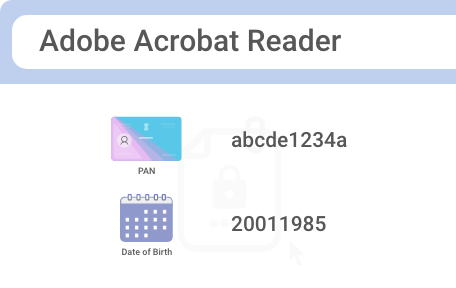 Adobe Acrobat Reader
abcde1234a
PAN
20011985
Date of Birth